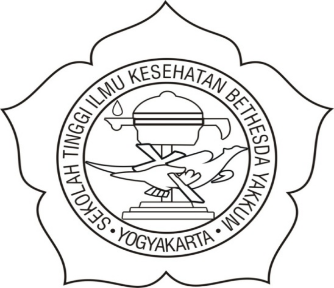 SEKOLAH TINGGI ILMU KESEHATAN BETHESDA YAKKUM
• YOGYAKARTA •